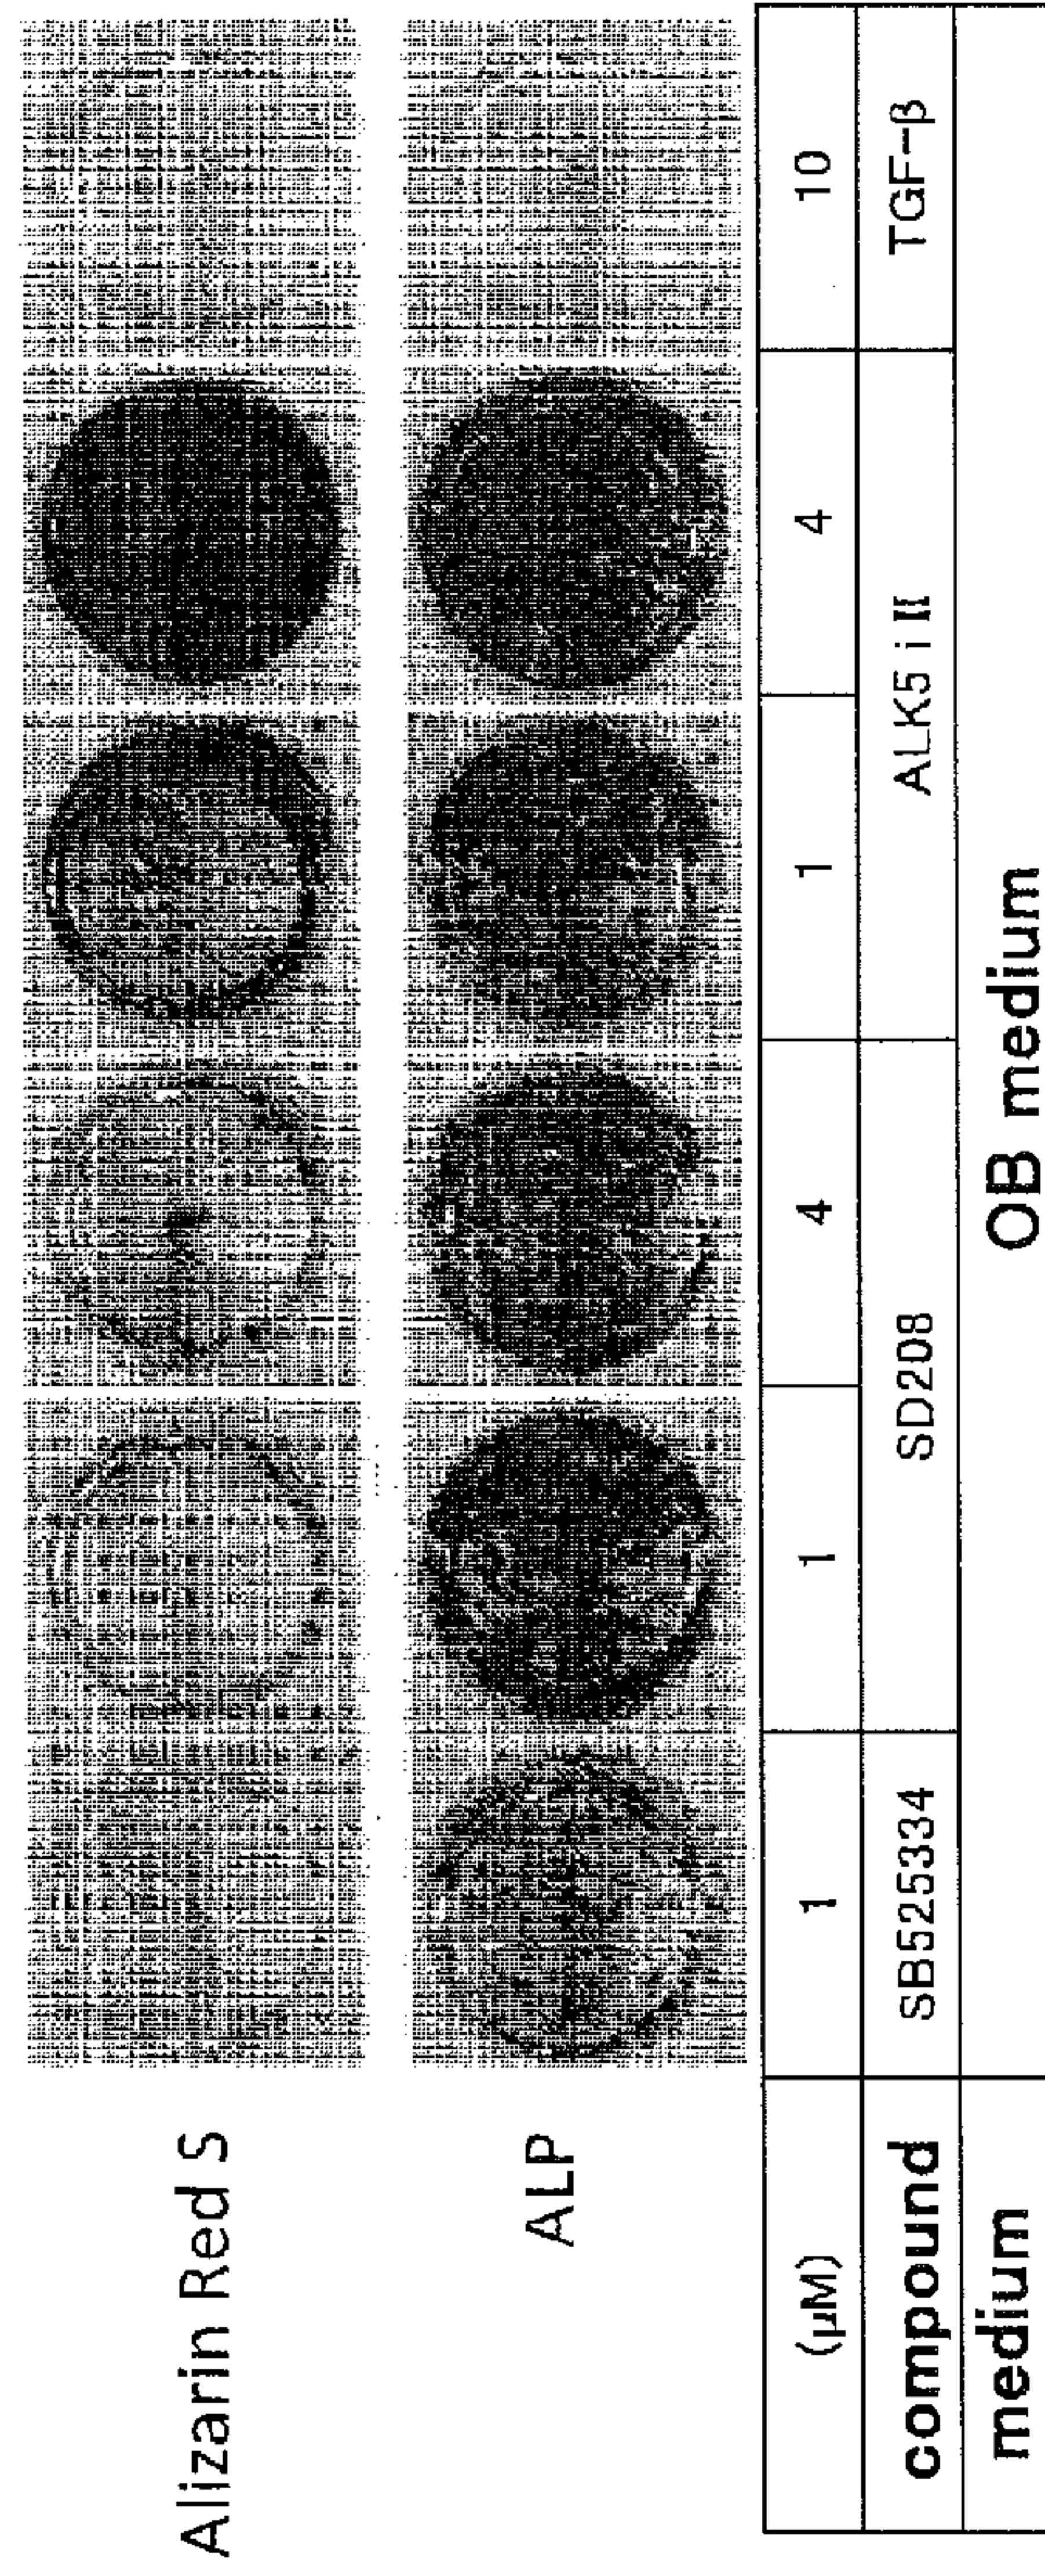 Alizarin Red S
ALP
(μM) 1 1 4 1 4 10
compound SB525334 SD208 ALK5 i II TGF-β
medium OB medium